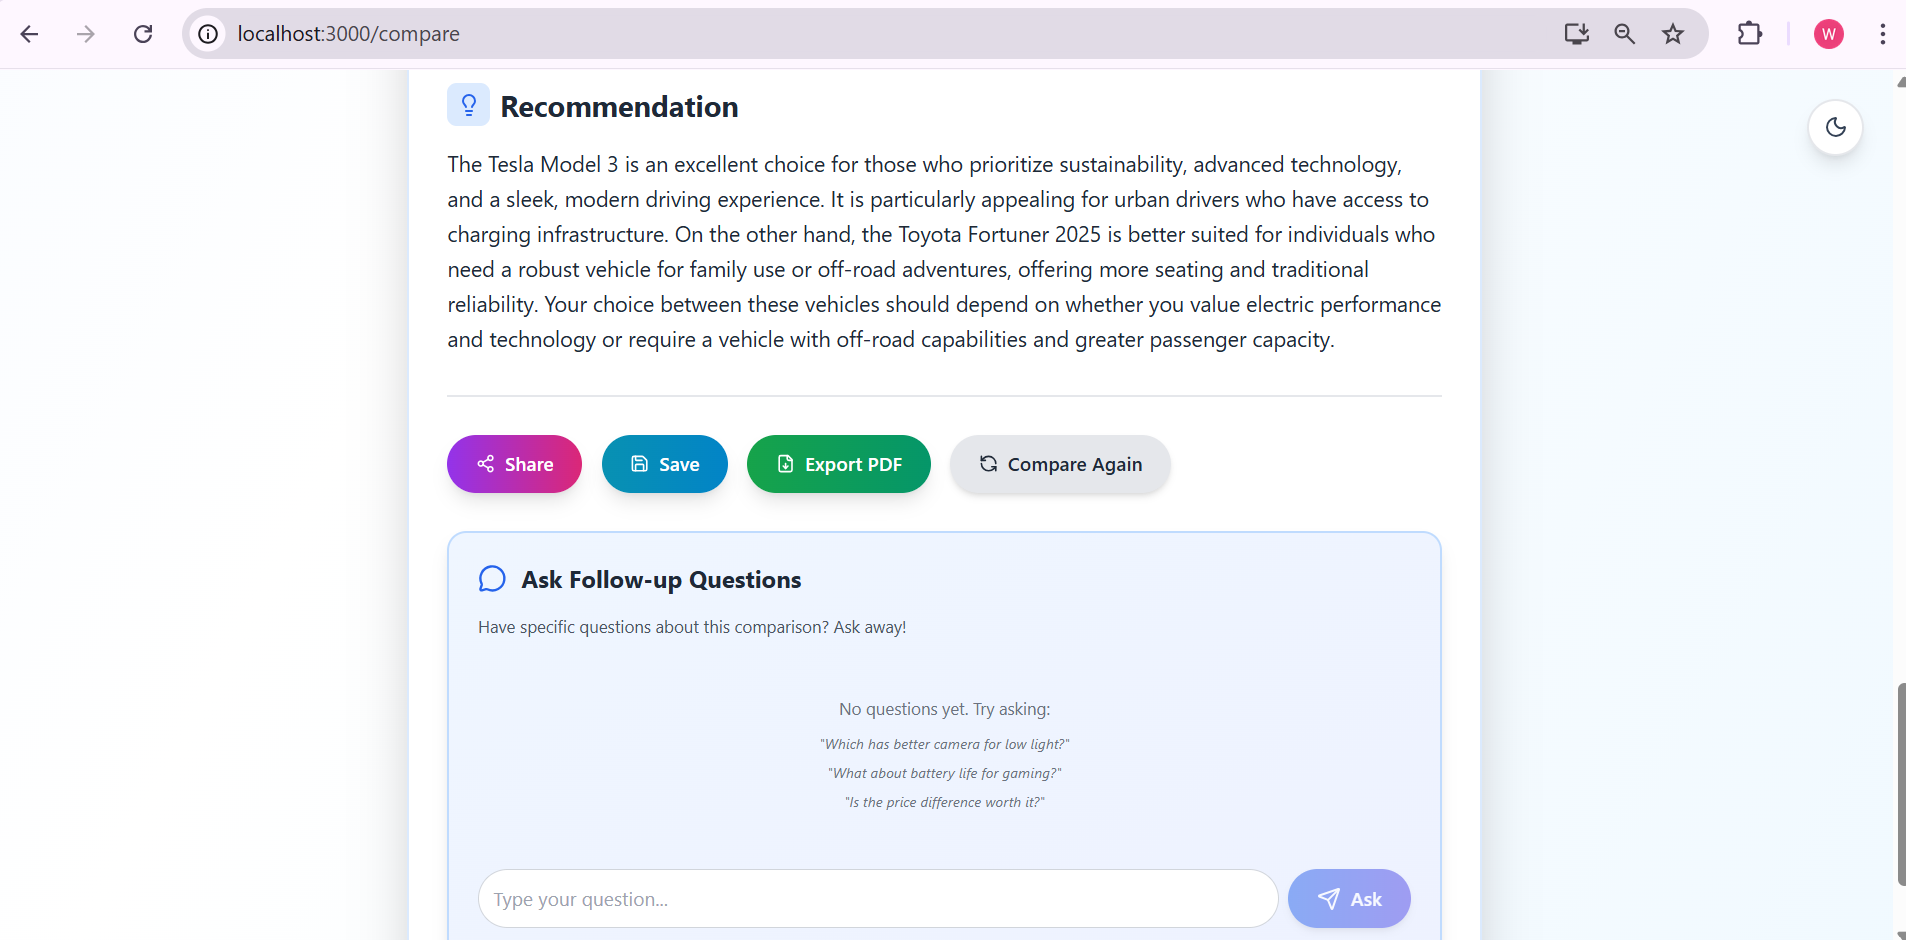 localhost:3000/compare
W
Recommendation
The Tesla Model 3 is an excellent choice for those who prioritize sustainability, advanced technology,
and a sleek, modern driving experience. It is particularly appealing for urban drivers who have access to
charging infrastructure. On the other hand, the Toyota Fortuner 2025 is better suited for individuals who
need a robust vehicle for family use or off-road adventures, offering more seating and traditional
reliability. Your choice between these vehicles should depend on whether you value electric performance
and technology or require a vehicle with off-road capabilities and greater passenger capacity.
Share
Save
Export PDF
Compare Again
Ask Follow-up Questions
Have specific questions about this comparison? Ask away!
No questions yet. Try asking:
"Which has better camera for low light?"
"What about battery life for gaming?"
"Is the price difference worth it?"
Type your question...
Ask